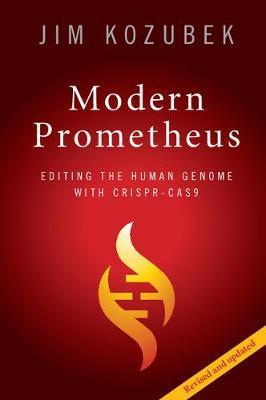 JIM KOZUBEK
Modern
Prometheus
EDITING THE HUMAN GENOME
WITH CRISPR-CAS9
Revised and updated